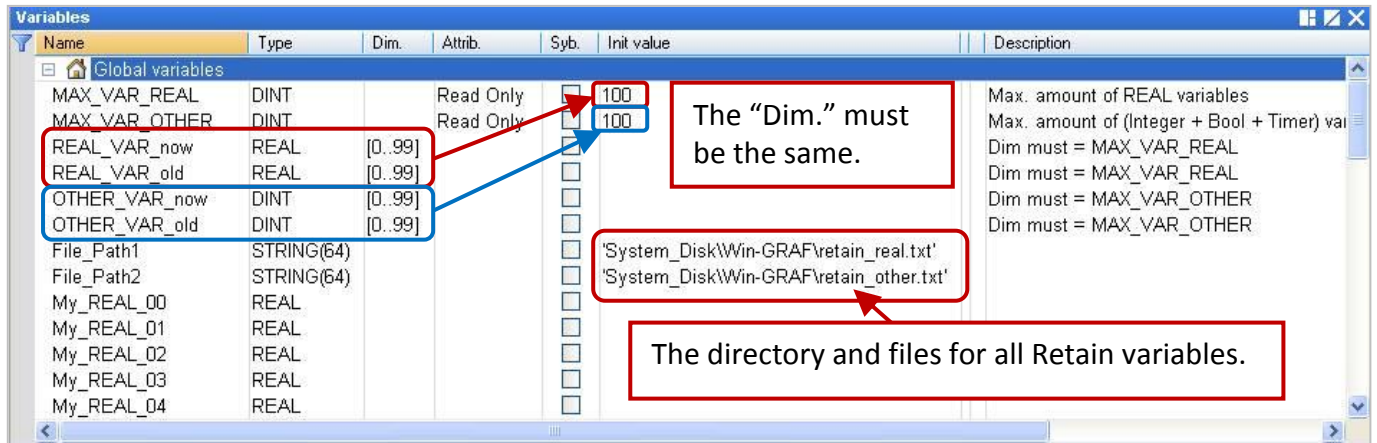 Variables
Name Type Dim. Attrib. Syb. Init value Description
Global variables
MAX_VAR_REAL DINT Read Only 100 Max. amount of REAL variables
MAX_VAR_OTHER DINT Read Only 100 Max. amount of (Integer + Bool + Timer) vai
REAL_VAR_now REAL [0..99] Dim must = MAX_VAR_REAL
REAL_VAR_old REAL [0..99] Dim must = MAX_VAR_REAL
OTHER_VAR_now DINT [0..99] Dim must = MAX_VAR_OTHER
OTHER_VAR_old DINT [0..99] Dim must = MAX_VAR_OTHER
File_Path1 STRING(64) 'System_Disk\Win-GRAF\retain_real.txt'
File_Path2 STRING(64) 'System_Disk\Win-GRAF\retain_other.txt'
My_REAL_00 REAL
My_REAL_01 REAL
My_REAL_02 REAL
My_REAL_03 REAL
My_REAL_04 REAL
The “Dim.” must
be the same.
The directory and files for all Retain variables.